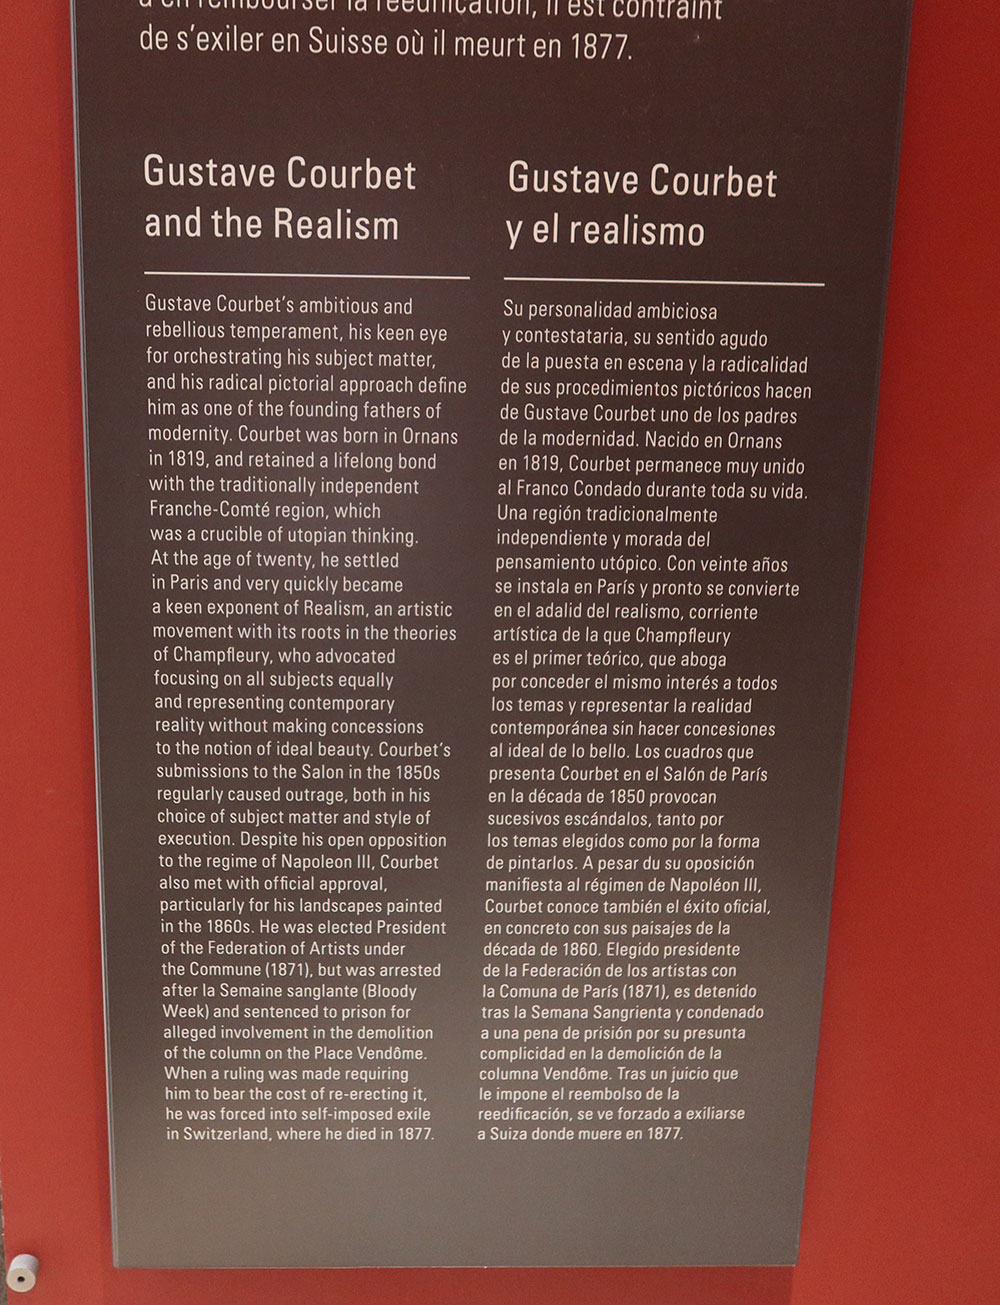 d'en rembourser la réédification, il est contraint
de s'exiler en Suisse où il meurt en 1877.
Gustave Courbet
and the Realism
Gustave Courbet's ambitious and
rebellious temperament, his keen eye
for orchestrating his subject matter,
and his radical pictorial approach define
him as one of the founding fathers of
modernity. Courbet was born in Ornans
in 1819, and retained a lifelong bond
with the traditionally independent
Franche-Comté region, which
was a crucible of utopian thinking.
At the age of twenty, he settled
in Paris and very quickly became
a keen exponent of Realism, an artistic
movement with its roots in the theories
of Champfleury, who advocated
focusing on all subjects equally
and representing contemporary
reality without making concessions
to the notion of ideal beauty. Courbet's
submissions to the Salon in the 1850s
regularly caused outrage, both in his
choice of subject matter and style of
execution. Despite his open opposition
to the regime of Napoleon III, Courbet
also met with official approval,
particularly for his landscapes painted
in the 1860s. He was elected President
of the Federation of Artists under
the Commune (1871), but was arrested
after la Semaine sanglante (Bloody
Week) and sentenced to prison for
alleged involvement in the demolition
of the column on the Place Vendôme.
When a ruling was made requiring
him to bear the cost of re-erecting it,
he was forced into self-imposed exile
in Switzerland, where he died in 1877.
Gustave Courbet
y el realismo
Su personalidad ambiciosa
y contestataria, su sentido agudo
de la puesta en escena y la radicalidad
de sus procedimientos pictóricos hacen
de Gustave Courbet uno de los padres
de la modernidad. Nacido en Ornans
en 1819, Courbet permanece muy unido
al Franco Condado durante toda su vida.
Una región tradicionalmente
independiente y morada del
pensamiento utópico. Con veinte años
se instala en París y pronto se convierte
en el adalid del realismo, corriente
artística de la que Champfleury
es el primer teórico, que aboga
por conceder el mismo interés a todos
los temas y representar la realidad
contemporánea sin hacer concesiones
al ideal de lo bello. Los cuadros que
presenta Courbet en el Salón de París
en la década de 1850 provocan
sucesivos escándalos, tanto por
los temas elegidos como por la forma
de pintarlos. A pesar du su oposición
manifiesta al régimen de Napoléon III,
Courbet conoce también el éxito oficial,
en concreto con sus paisajes de la
década de 1860. Elegido presidente
de la Federación de los artistas con
la Comuna de París (1871), es detenido
tras la Semana Sangrienta y condenado
a una pena de prisión por su presunta
complicidad en la demolición de la
columna Vendôme. Tras un juicio que
le impone el reembolso de la
reedificación, se ve forzado a exiliarse
a Suiza donde muere en 1877.